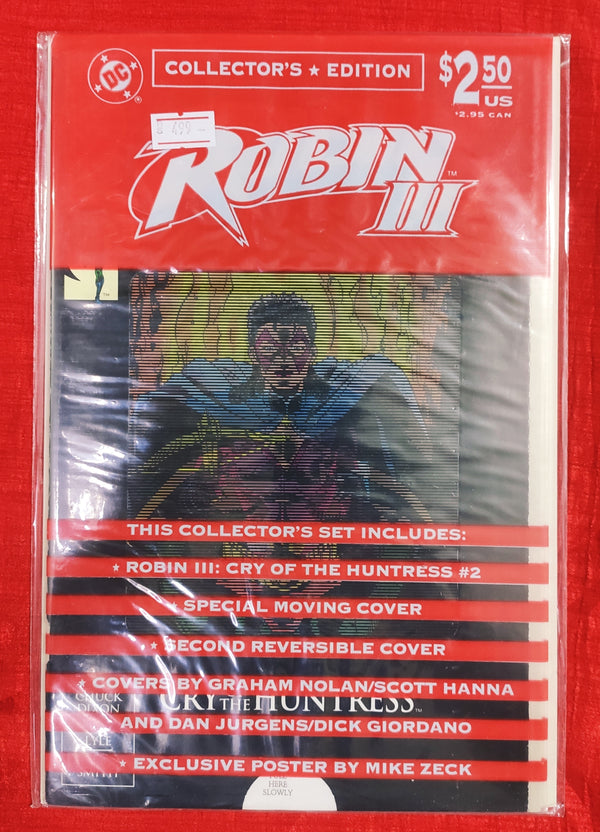 DC
COLLECTOR'S ★ EDITION
$2.50
US
$2.95 CAN
499
ROBIN
III
THIS COLLECTOR'S SET INCLUDES:
★ ROBIN III: CRY OF THE HUNTRESS #2
★ SPECIAL MOVING COVER
★ SECOND REVERSIBLE COVER
★ COVERS BY GRAHAM NOLAN/SCOTT HANNA
CHUCK
DIXON
CRY THE HUNTRESS™
AND DAN JURGENS/DICK GIORDANO
LYLE
★ EXCLUSIVE POSTER BY MIKE ZECK
SMITH
HERE
SLOWLY